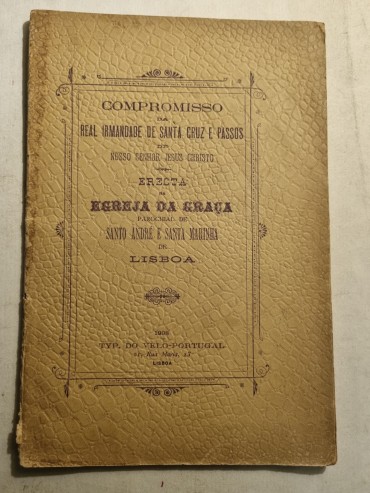 COMPROMISSO
DA
REAL IRMANDADE DE SANTA CRUZ E PASSOS
DE
NOSSO SENHOR JESUS CHRISTO
ERECTA
NA
EGREJA DA GRAÇA
PAROCHIAL DE
SANTO ANDRÉ E SANTA MARINHA
DE
LISBOA
TYP. DO VELO-PORTUGAL
LISBOA